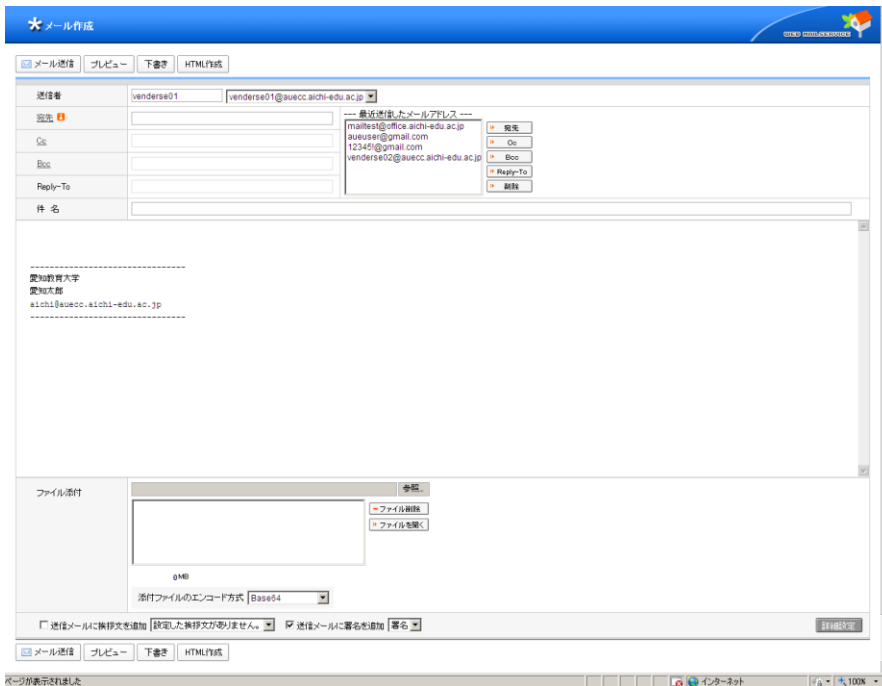 メール作成
WEB MAIL SERVICE
メール送信 プレビュー 下書き HTML作成
送信者 venderse01 venderse01@auecc.aichi-edu.ac.jp
宛先
Cc
Bcc
Reply-To
--- 最近送信したメールアドレス ---
mailtest@office.aichi-edu.ac.jp
aueuser@gmail.com
12345!@gmail.com
venderse02@auecc.aichi-edu.ac.jp
宛先
Cc
Bcc
Reply-To
削除
件 名
--------------------------------
愛知教育大学
愛知太郎
aichi@auecc.aichi-edu.ac.jp
--------------------------------
ファイル添付 参照...
ファイル削除
ファイルを開く
0MB
添付ファイルのエンコード方式 Base64
送信メールに挨拶文を追加 設定した挨拶文がありません。 送信メールに署名を追加 署名 詳細設定
メール送信 プレビュー 下書き HTML作成
ページが表示されました インターネット 100%